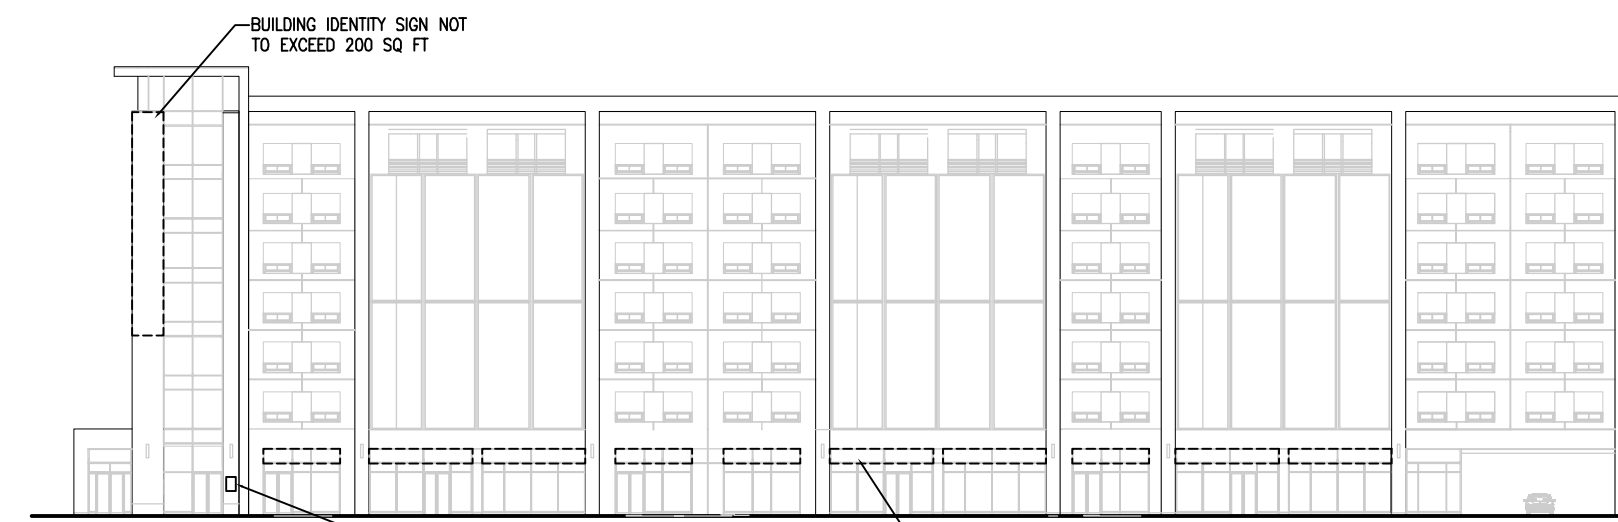 BUILDING IDENTITY SIGN NOT
TO EXCEED 200 SQ FT